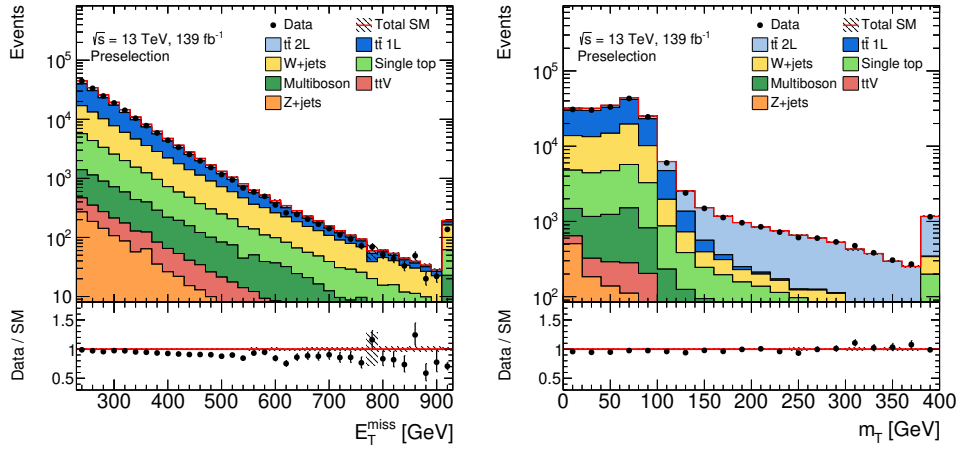 Events
10⁵
10⁴
10³
10²
10
√s = 13 TeV, 139 fb⁻¹
Preselection
Data
Total SM
tt̄ 2L
tt̄ 1L
W+jets
Single top
Multiboson
ttV
Z+jets
Data / SM
1.5
1
0.5
300 400 500 600 700 800 900
E_T^miss [GeV]
Events
10⁵
10⁴
10³
10²
√s = 13 TeV, 139 fb⁻¹
Preselection
Data
Total SM
tt̄ 2L
tt̄ 1L
W+jets
Single top
Multiboson
ttV
Z+jets
Data / SM
1.5
1
0.5
0 50 100 150 200 250 300 350 400
m_T [GeV]